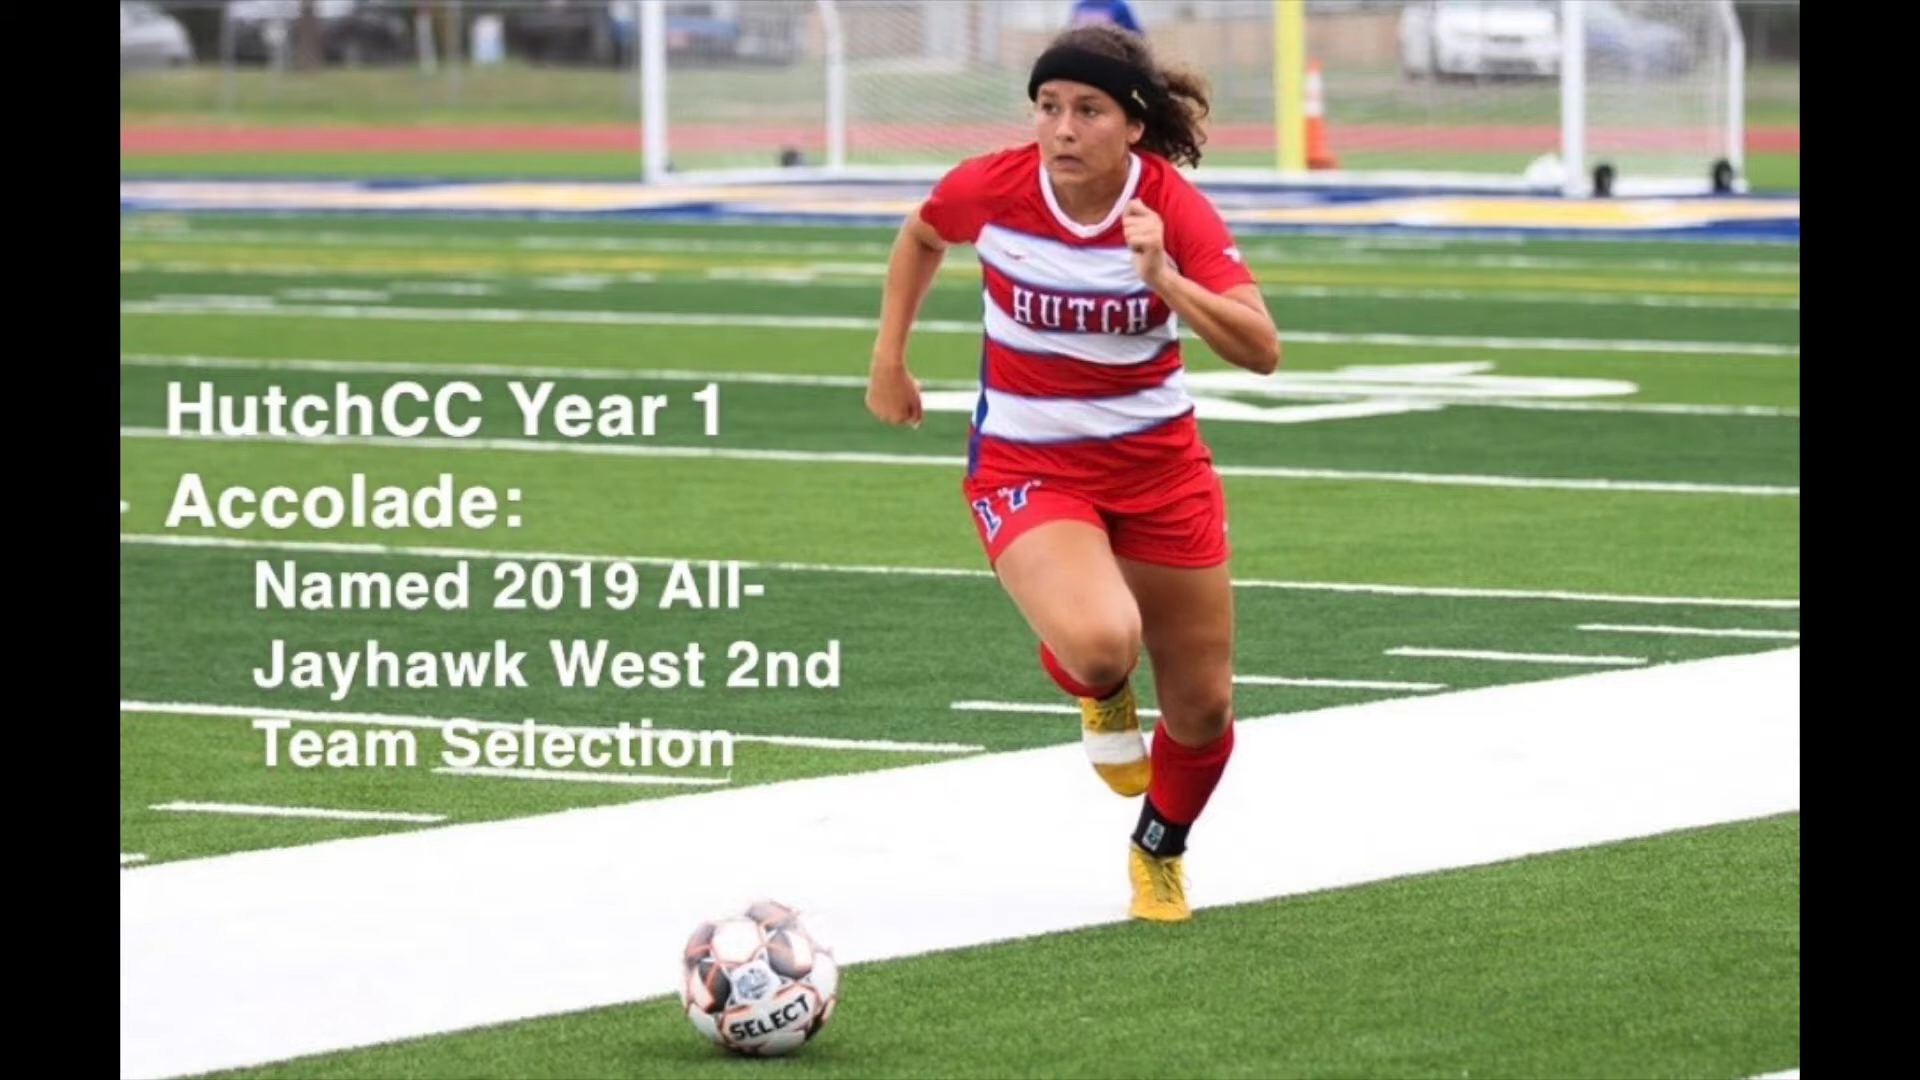 HUTCH
HutchCC Year 1
Accolade:
Named 2019 All-
Jayhawk West 2nd
Team Selection
17
SELECT